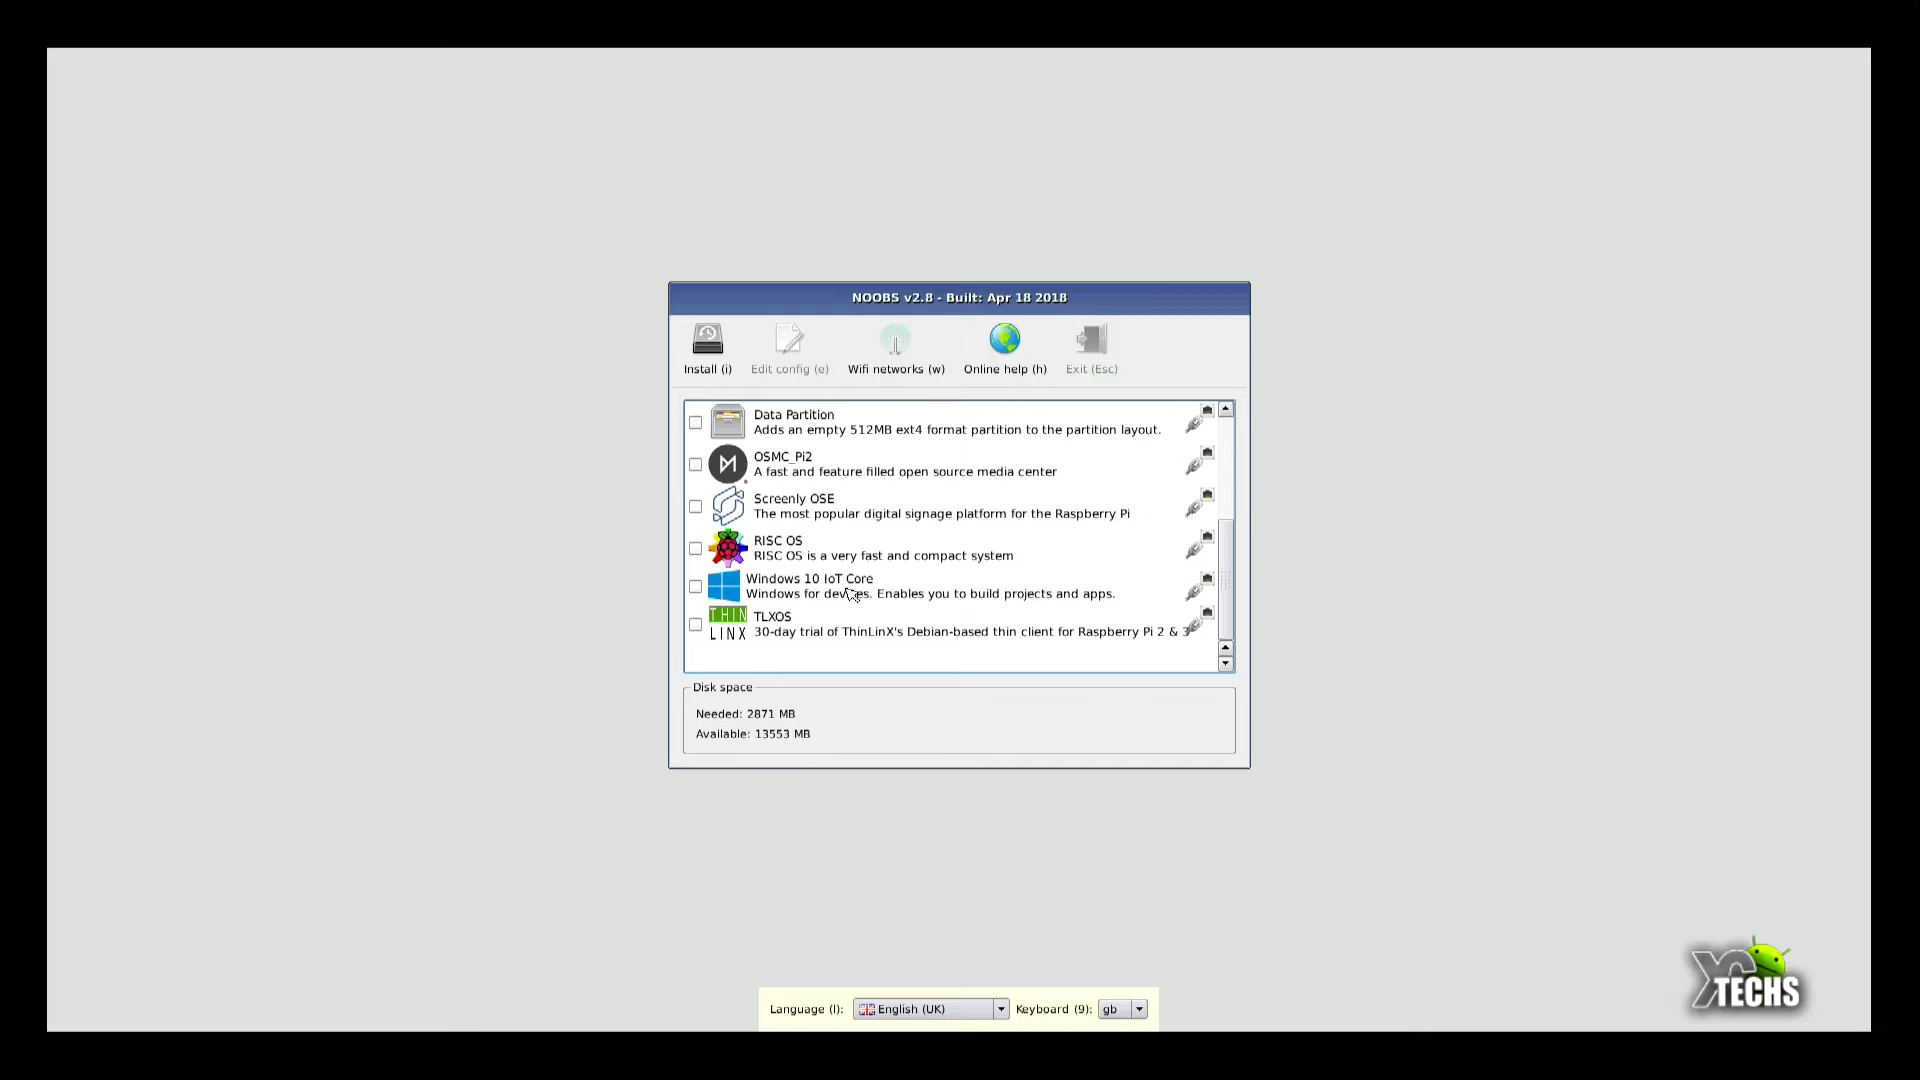 NOOBS v2.8 - Built: Apr 18 2018
Install (i)
Edit config (e)
Wifi networks (w)
Online help (h)
Exit (Esc)
Data Partition
Adds an empty 512MB ext4 format partition to the partition layout.
OSMC_Pi2
A fast and feature filled open source media center
Screenly OSE
The most popular digital signage platform for the Raspberry Pi
RISC OS
RISC OS is a very fast and compact system
Windows 10 IoT Core
Windows for devices. Enables you to build projects and apps.
THIN
LINX
TLXOS
30-day trial of ThinLinX's Debian-based thin client for Raspberry Pi 2 & 3
Disk space
Needed: 2871 MB
Available: 13553 MB
TECHS
Language (l):
English (UK)
Keyboard (9):
gb